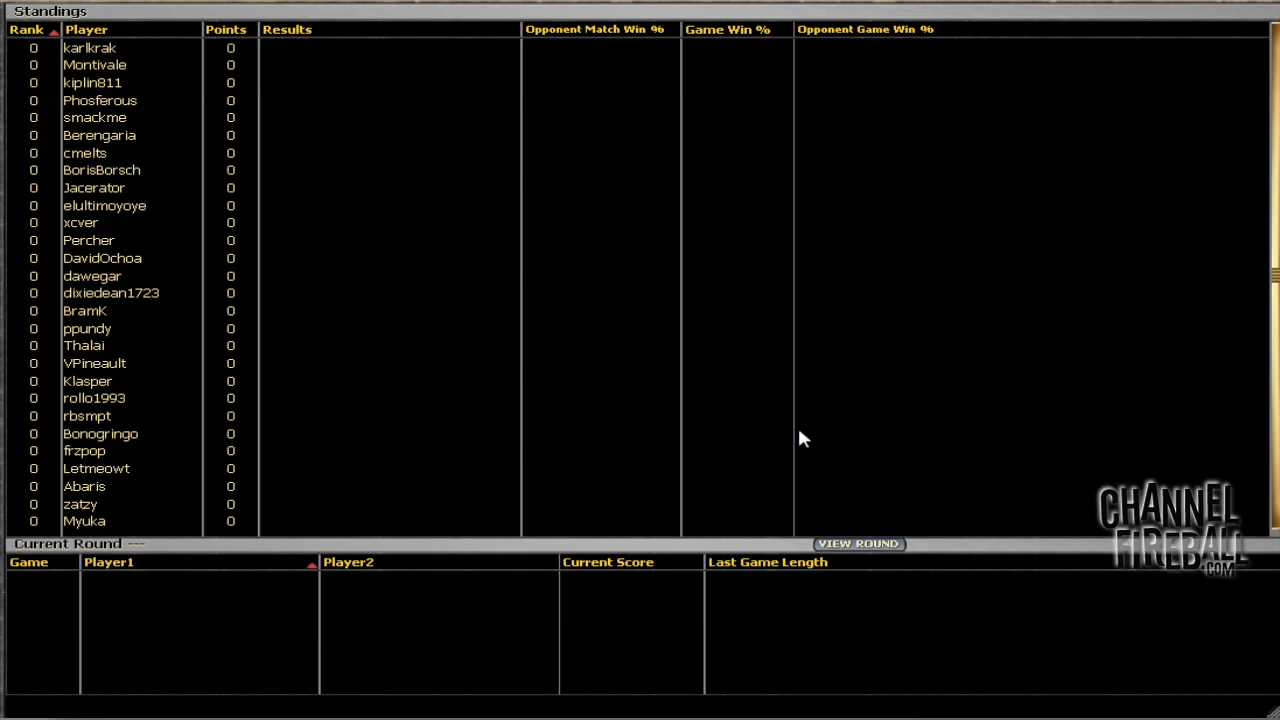 Standings
Rank Player Points Results Opponent Match Win % Game Win % Opponent Game Win %
0 karlkrak 0
0 Montivale 0
0 kiplin811 0
0 Phosferous 0
0 smackme 0
0 Berengaria 0
0 cmelts 0
0 BorisBorsch 0
0 Jacerator 0
0 elultimoyoye 0
0 xcver 0
0 Percher 0
0 DavidOchoa 0
0 dawegar 0
0 dixiedean1723 0
0 BramK 0
0 ppundy 0
0 Thalai 0
0 VPineault 0
0 Klasper 0
0 rollo1993 0
0 rbsmpt 0
0 Bonogringo 0
0 frzpop 0
0 Letmeowt 0
0 Abaris 0
0 zatzy 0
0 Myuka 0
CHANNEL
FIREBALL
.COM
Current Round --- VIEW ROUND
Game Player1 Player2 Current Score Last Game Length